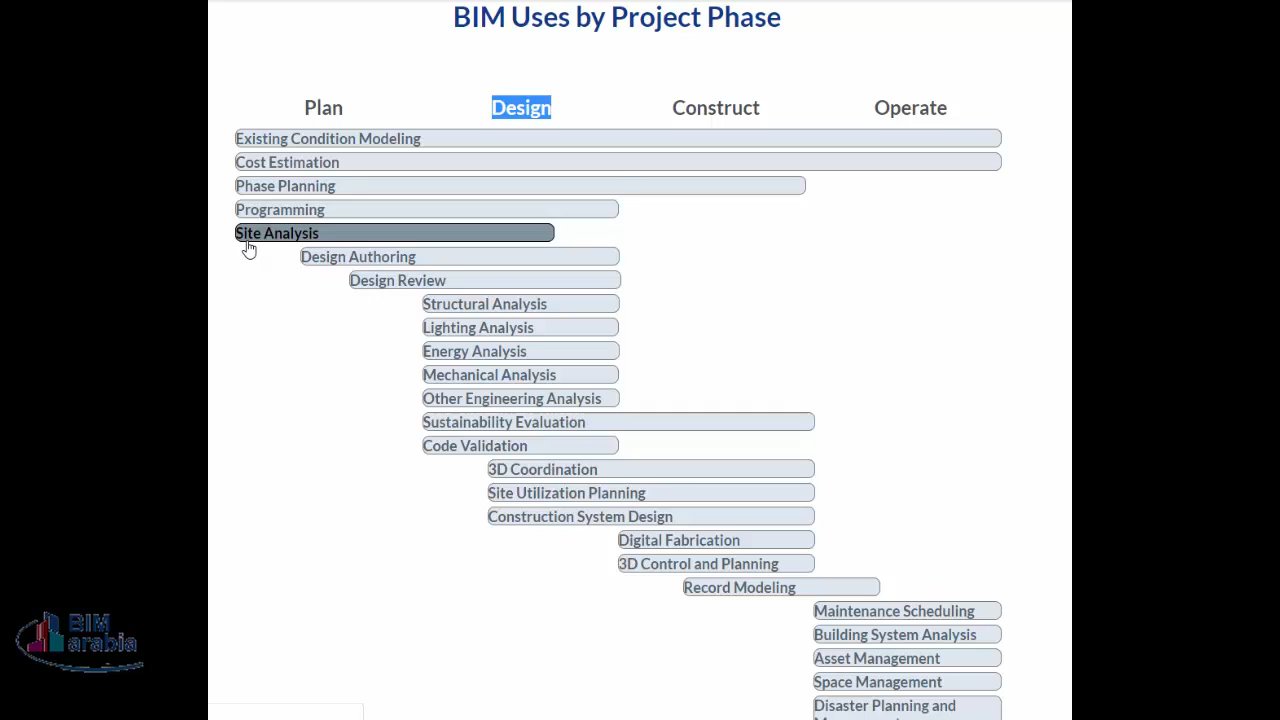 BIM Uses by Project Phase
Plan Design Construct Operate
Existing Condition Modeling
Cost Estimation
Phase Planning
Programming
Site Analysis
Design Authoring
Design Review
Structural Analysis
Lighting Analysis
Energy Analysis
Mechanical Analysis
Other Engineering Analysis
Sustainability Evaluation
Code Validation
3D Coordination
Site Utilization Planning
Construction System Design
Digital Fabrication
3D Control and Planning
Record Modeling
Maintenance Scheduling
Building System Analysis
Asset Management
Space Management
Disaster Planning and
BIM
arabia